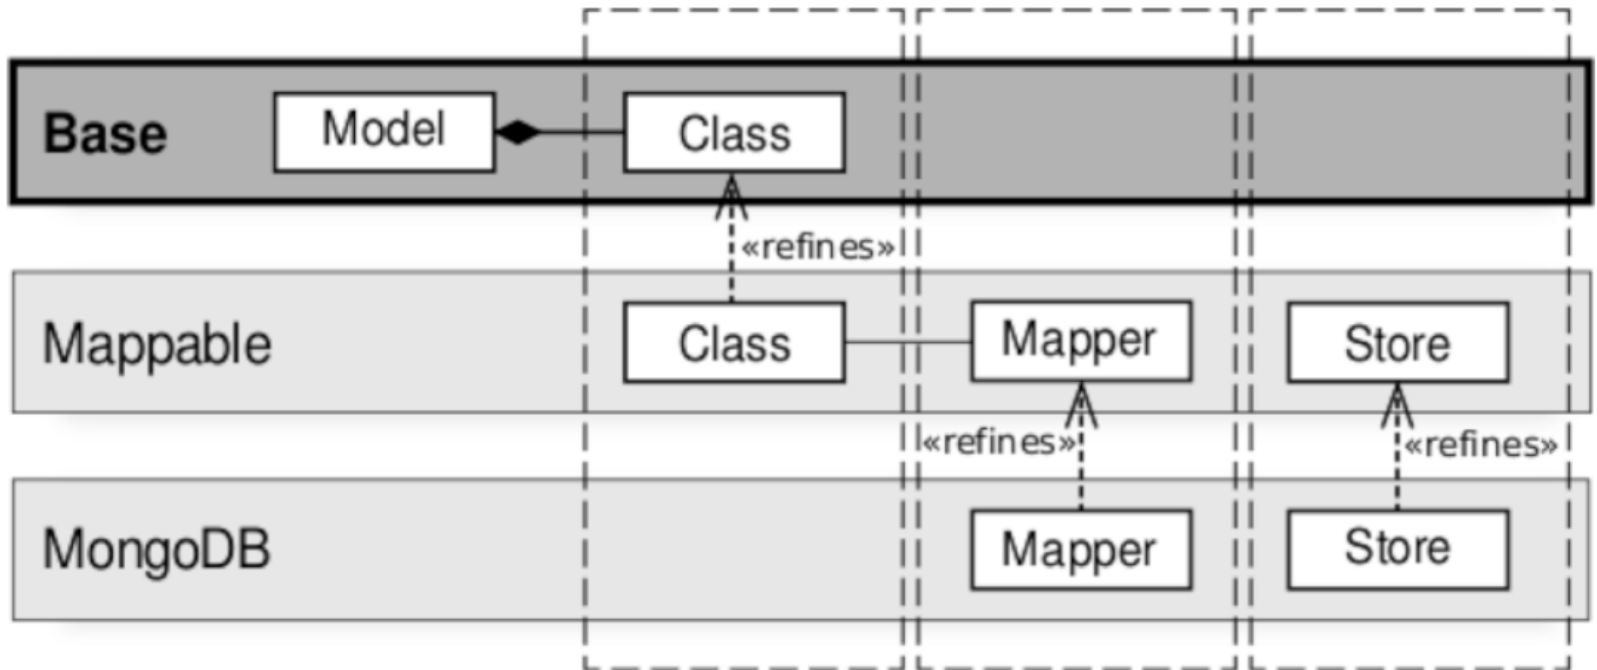 Base
Model
Class
«refines»
Mappable
Class
Mapper
Store
«refines»
«refines»
MongoDB
Mapper
Store